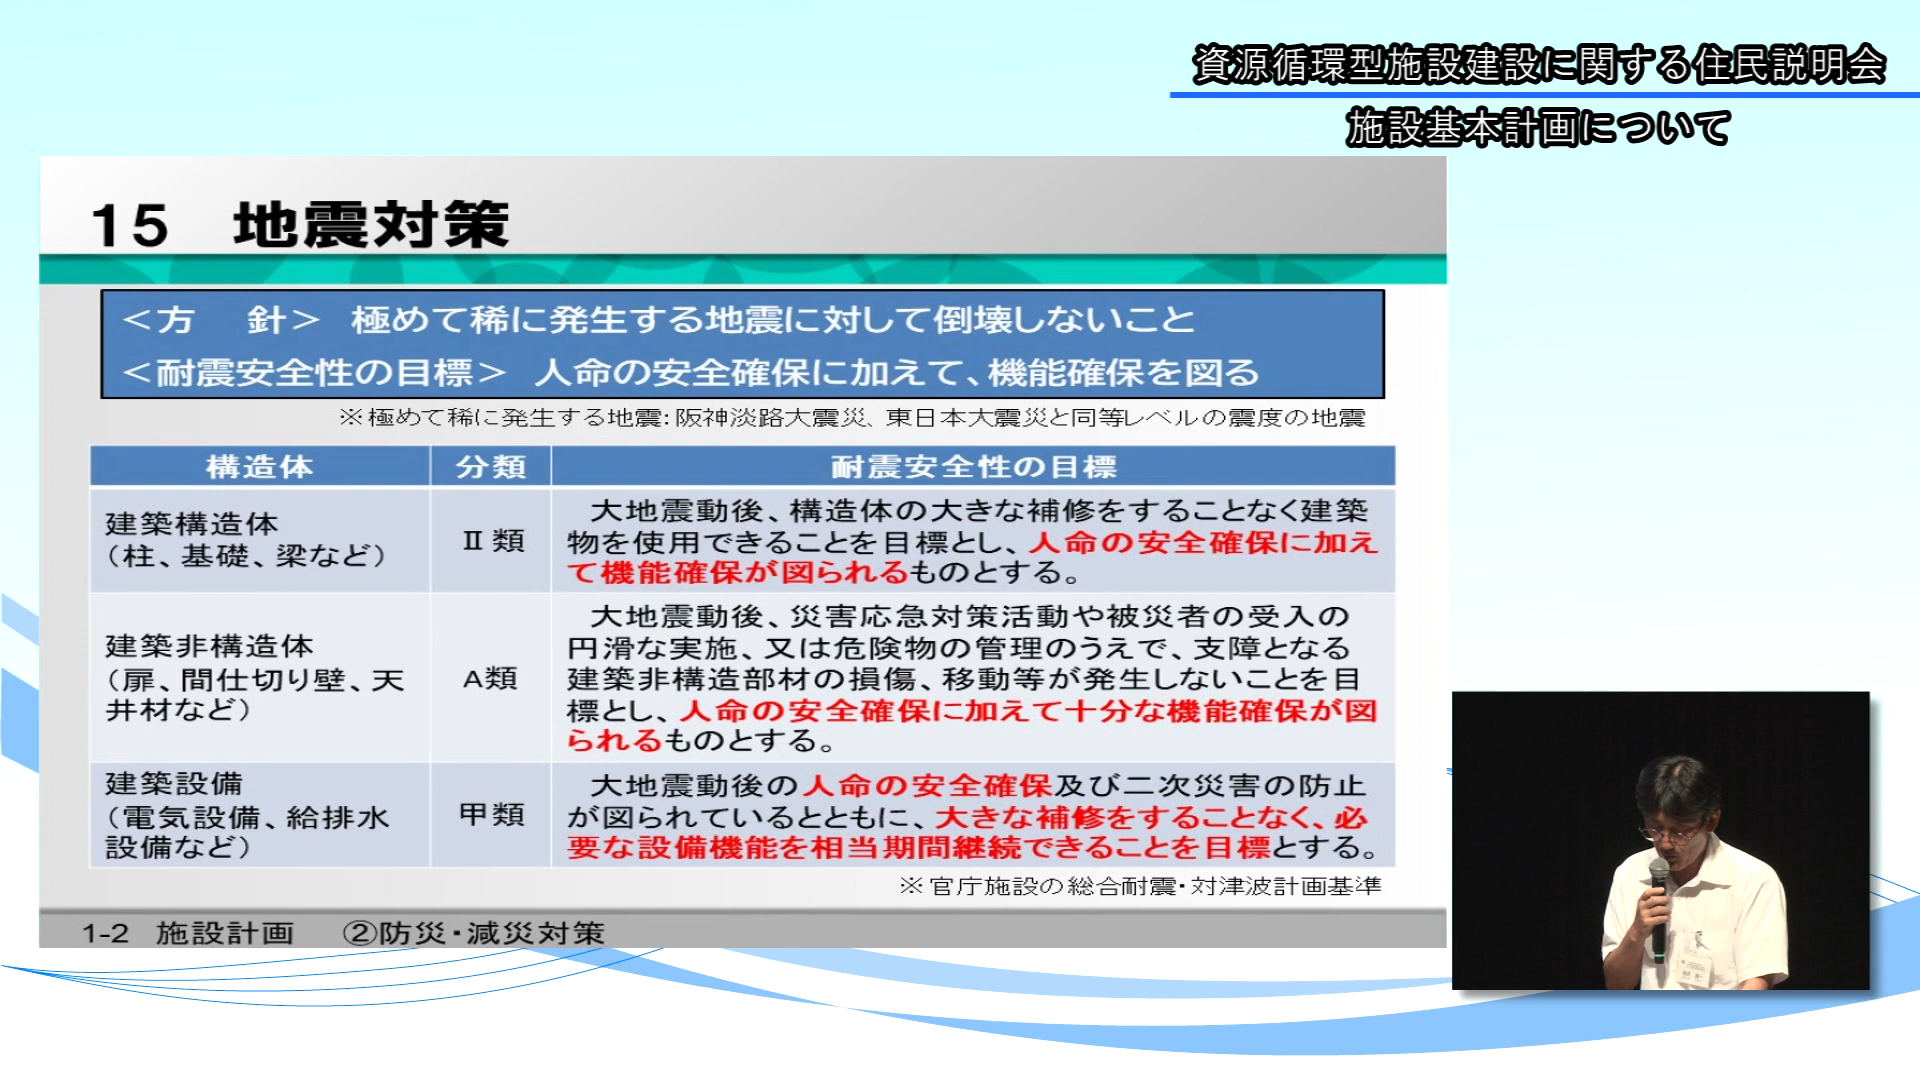 資源循環型施設建設に関する住民説明会
施設基本計画について
15 地震対策
＜方 針＞ 極めて稀に発生する地震に対して倒壊しないこと
＜耐震安全性の目標＞ 人命の安全確保に加えて、機能確保を図る
※極めて稀に発生する地震：阪神淡路大震災、東日本大震災と同等レベルの震度の地震
構造体 分類 耐震安全性の目標
建築構造体
（柱、基礎、梁など）
Ⅱ類
大地震動後、構造体の大きな補修をすることなく建築
物を使用できることを目標とし、人命の安全確保に加え
て機能確保が図られるものとする。
建築非構造体
（扉、間仕切り壁、天
井材など）
A類
大地震動後、災害応急対策活動や被災者の受入の
円滑な実施、又は危険物の管理のうえで、支障となる
建築非構造部材の損傷、移動等が発生しないことを目
標とし、人命の安全確保に加えて十分な機能確保が図
られるものとする。
建築設備
（電気設備、給排水
設備など）
甲類
大地震動後の人命の安全確保及び二次災害の防止
が図られているとともに、大きな補修をすることなく、必
要な設備機能を相当期間継続できることを目標とする。
※官庁施設の総合耐震・対津波計画基準
1-2 施設計画 ②防災・減災対策